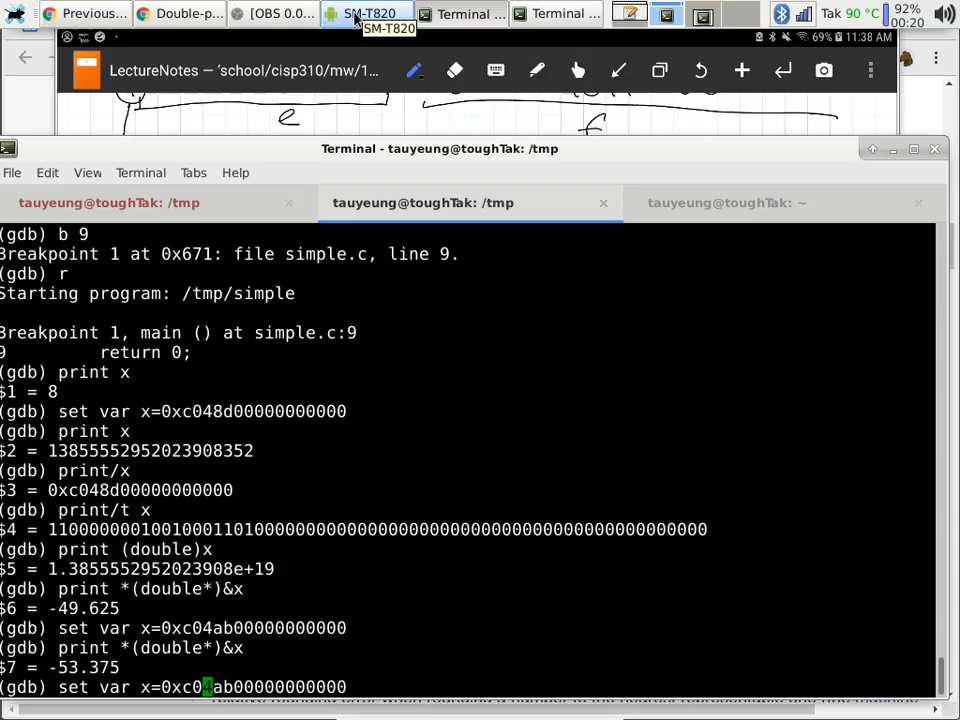 Previous... Double-p... [OBS 0.0... SM-T820 Terminal ... Terminal ... Tak 90 °C 92% 00:20
SM-T820
69% 11:38 AM
LectureNotes — 'school/cisp310/mw/1...
e
f
Terminal - tauyeung@toughTak: /tmp
File Edit View Terminal Tabs Help
tauyeung@toughTak: /tmp tauyeung@toughTak: /tmp tauyeung@toughTak: ~
(gdb) b 9
Breakpoint 1 at 0x671: file simple.c, line 9.
(gdb) r
Starting program: /tmp/simple
Breakpoint 1, main () at simple.c:9
9 return 0;
(gdb) print x
$1 = 8
(gdb) set var x=0xc048d00000000000
(gdb) print x
$2 = 13855552952023908352
(gdb) print/x
$3 = 0xc048d00000000000
(gdb) print/t x
$4 = 1100000001001000110100000000000000000000000000000000000000000000
(gdb) print (double)x
$5 = 1.3855552952023908e+19
(gdb) print *(double*)&x
$6 = -49.625
(gdb) set var x=0xc04ab00000000000
(gdb) print *(double*)&x
$7 = -53.375
(gdb) set var x=0xc04ab00000000000